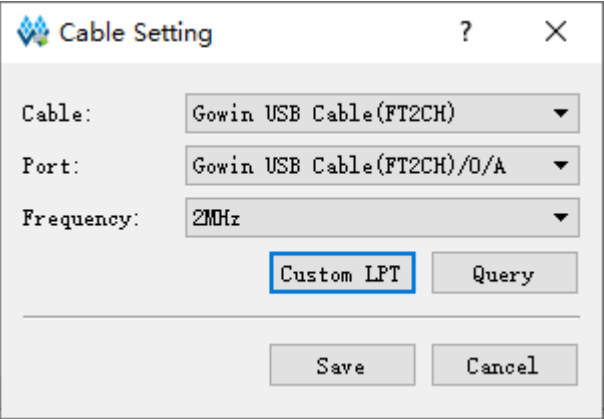 Cable Setting
Cable: Gowin USB Cable(FT2CH)
Port: Gowin USB Cable(FT2CH)/0/A
Frequency: 2MHz
Custom LPT Query
Save Cancel